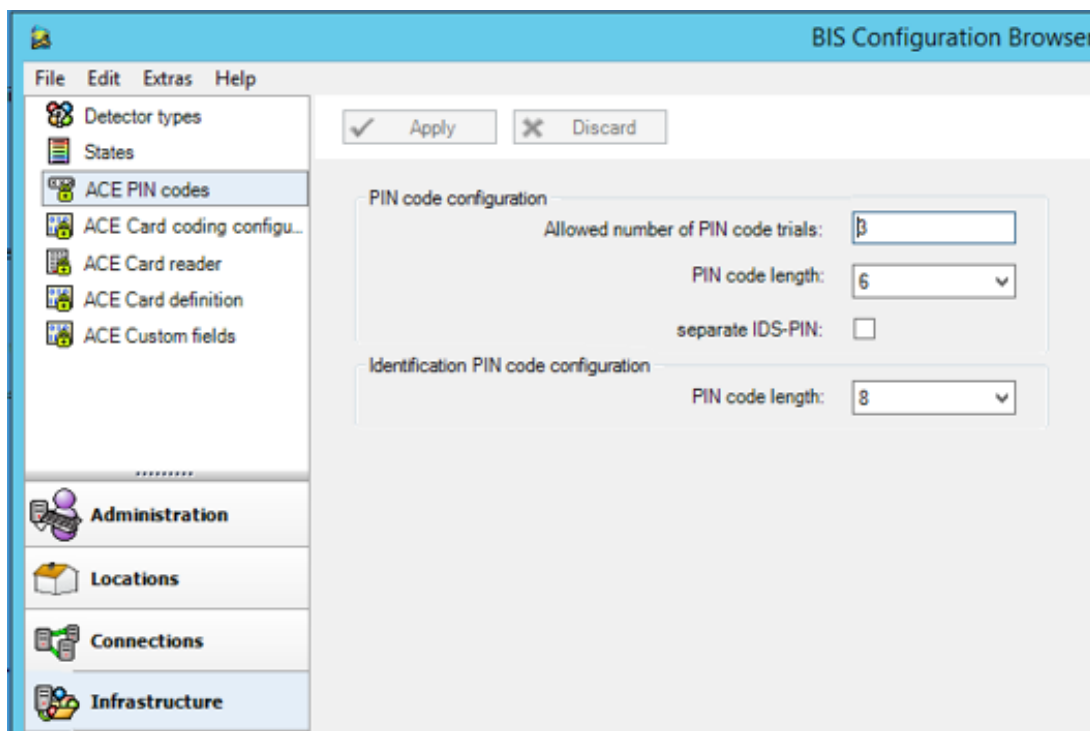 BIS Configuration Browser
File Edit Extras Help
Detector types
States
ACE PIN codes
ACE Card coding configu...
ACE Card reader
ACE Card definition
ACE Custom fields
Administration
Locations
Connections
Infrastructure
Apply Discard
PIN code configuration
Allowed number of PIN code trials: 3
PIN code length: 6
separate IDS-PIN:
Identification PIN code configuration
PIN code length: 8